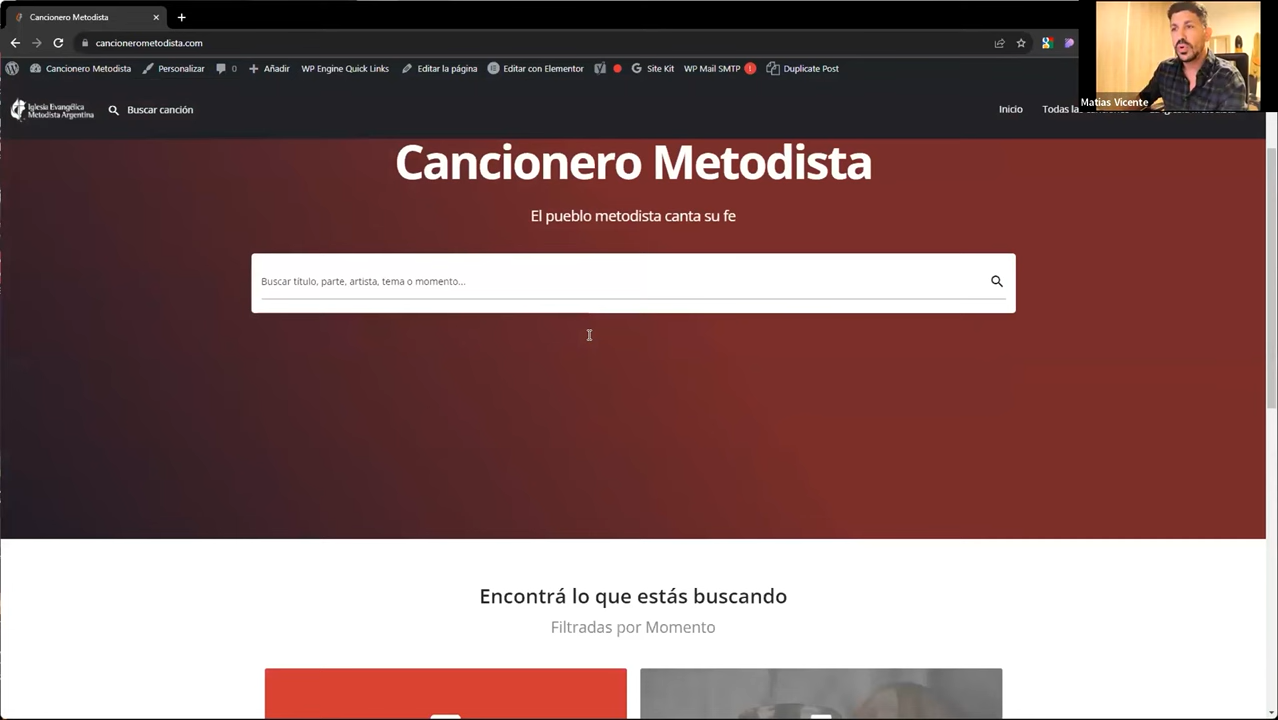 Cancionero Metodista
cancionerometodista.com
Cancionero Metodista Personalizar 0 Añadir WP Engine Quick Links Editar la página Editar con Elementor Site Kit WP Mail SMTP ! Duplicate Post
Matias Vicente
Iglesia Evangélica
Metodista Argentina
Buscar canción
Inicio Todas
Cancionero Metodista
El pueblo metodista canta su fe
Buscar título, parte, artista, tema o momento...
Encontrá lo que estás buscando
Filtradas por Momento